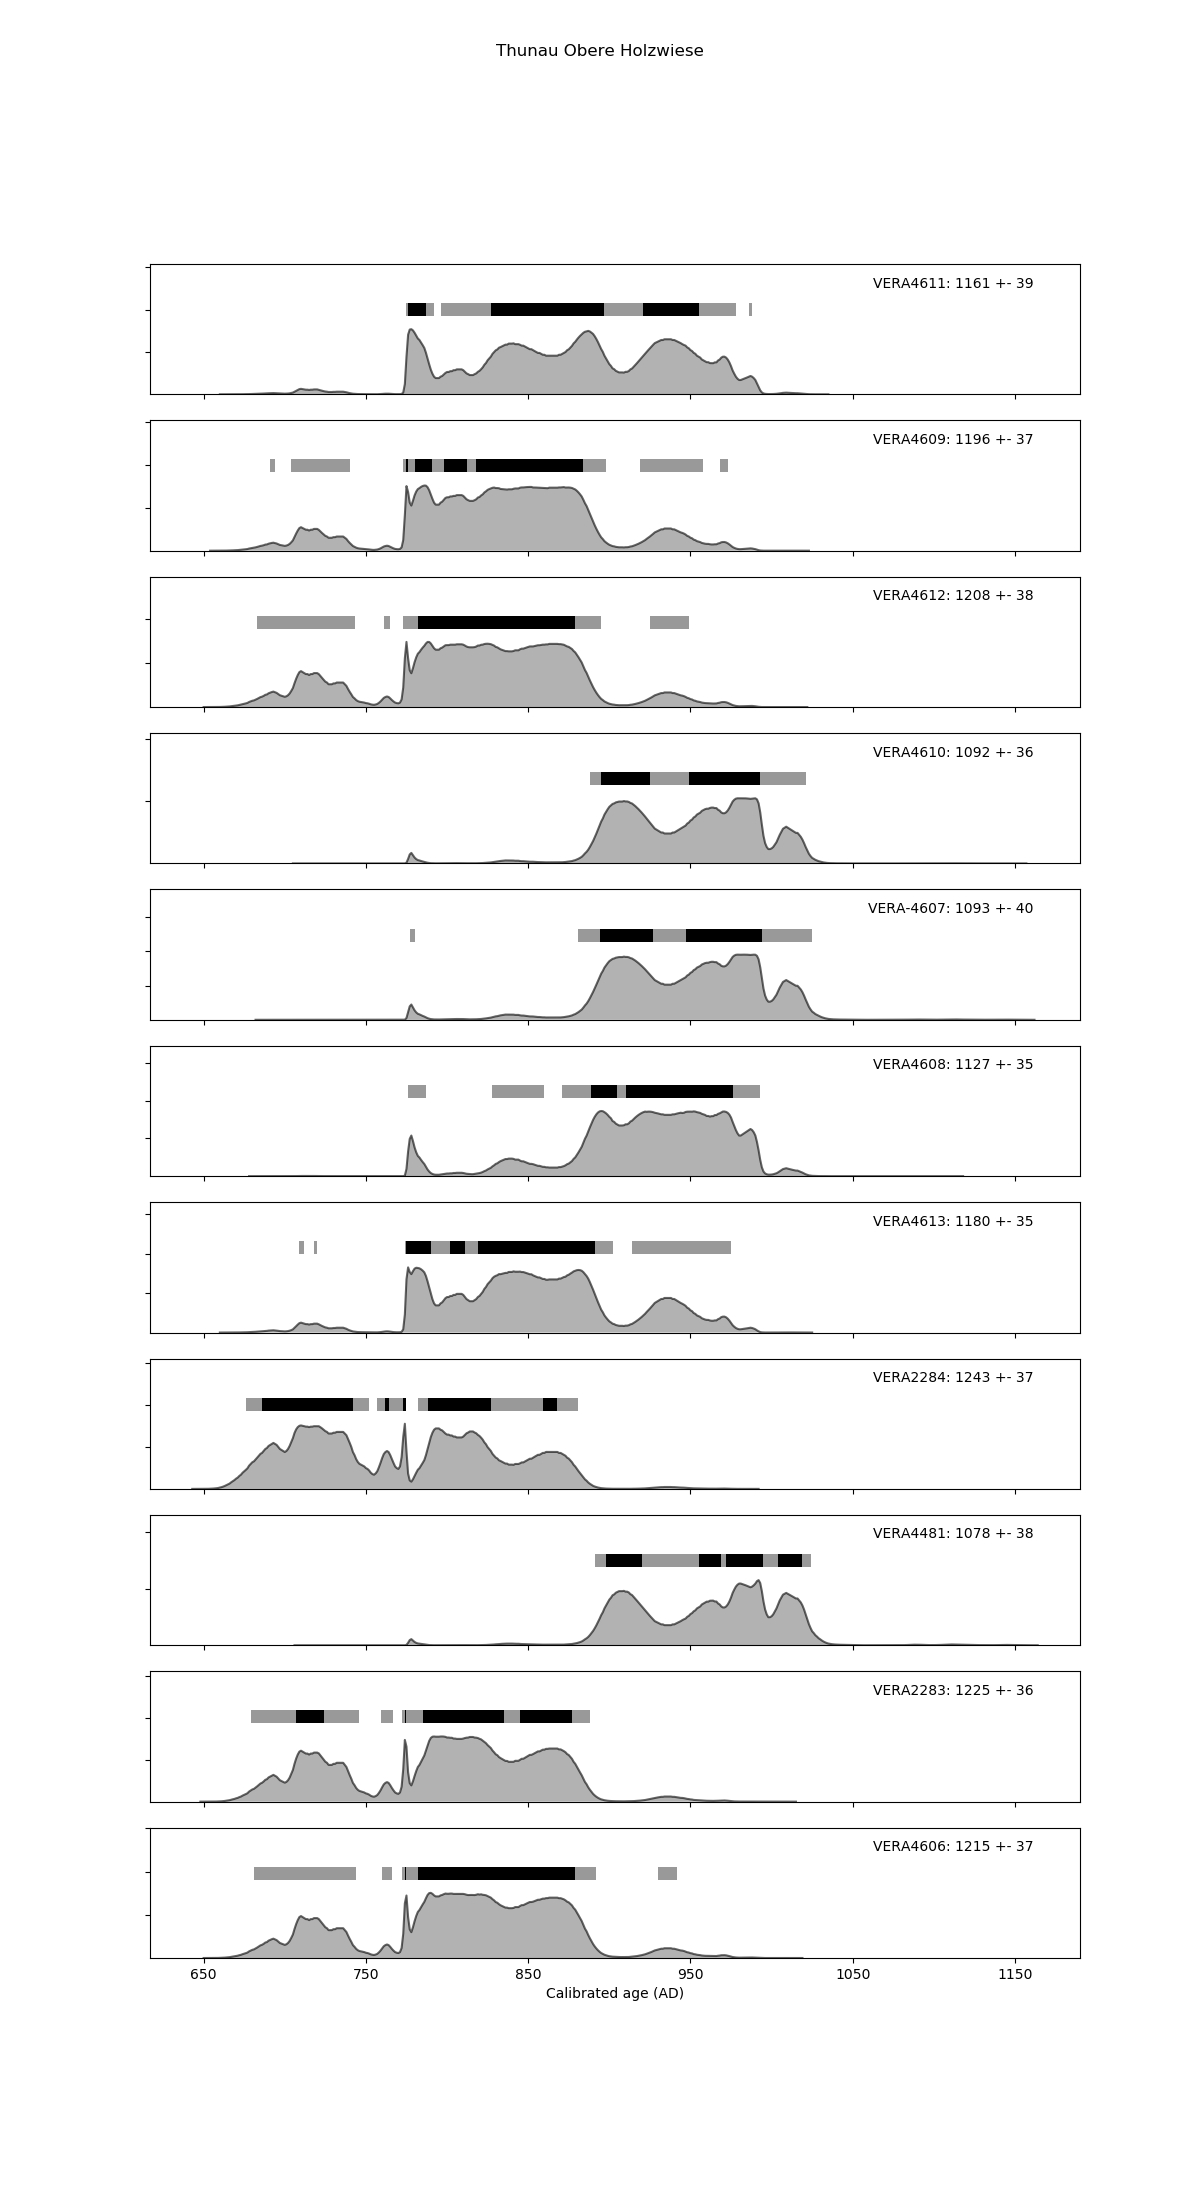 Thunau Obere Holzwiese
VERA4611: 1161 +- 39
VERA4609: 1196 +- 37
VERA4612: 1208 +- 38
VERA4610: 1092 +- 36
VERA-4607: 1093 +- 40
VERA4608: 1127 +- 35
VERA4613: 1180 +- 35
VERA2284: 1243 +- 37
VERA4481: 1078 +- 38
VERA2283: 1225 +- 36
VERA4606: 1215 +- 37
650 750 850 950 1050 1150
Calibrated age (AD)